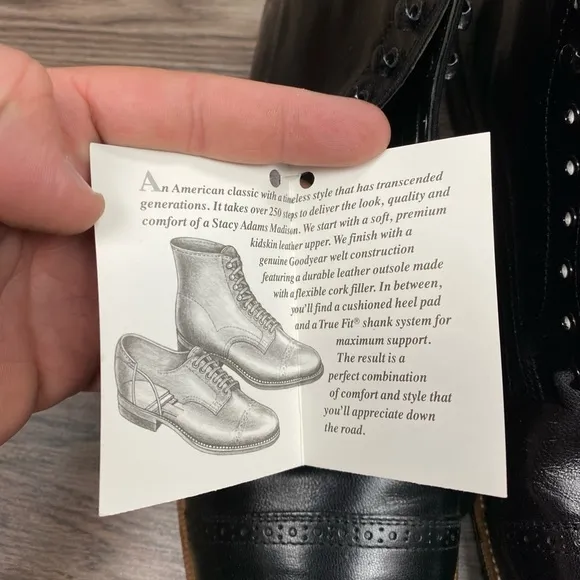 An American classic with a timeless style that has transcended
generations. It takes over 250 steps to deliver the look, quality and
comfort of a Stacy Adams Madison. We start with a soft, premium
kidskin leather upper. We finish with a
genuine Goodyear welt construction
featuring a durable leather outsole made
with a flexible cork filler. In between,
you'll find a cushioned heel pad
and a True Fit® shank system for
maximum support.
The result is a
perfect combination
of comfort and style that
you'll appreciate down
the road.